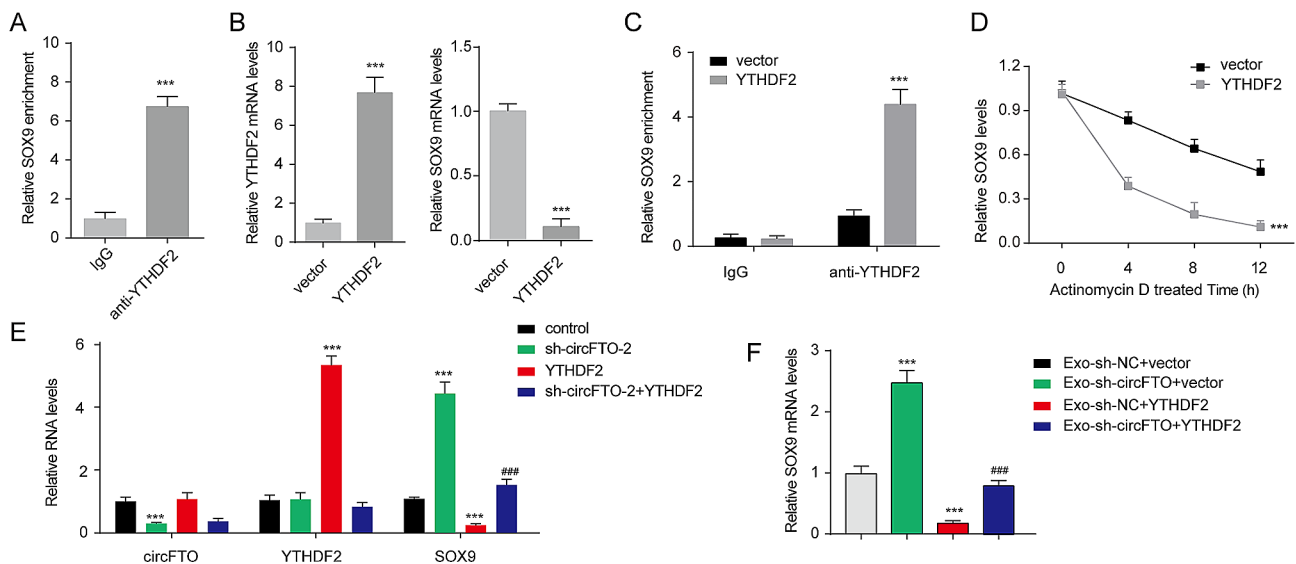 A
Relative SOX9 enrichment
10
8
6
4
2
0
***
IgG
anti-YTHDF2
B
Relative YTHDF2 mRNA levels
10
8
6
4
2
0
***
vector
YTHDF2
Relative SOX9 mRNA levels
1.5
1.0
0.5
0.0
***
vector
YTHDF2
C
vector
YTHDF2
Relative SOX9 enrichment
6
4
2
0
***
IgG
anti-YTHDF2
D
vector
YTHDF2
Relative SOX9 levels
1.2
0.9
0.6
0.3
0.0
***
0 4 8 12
Actinomycin D treated Time (h)
E
control
sh-circFTO-2
YTHDF2
sh-circFTO-2+YTHDF2
Relative RNA levels
6
4
2
0
***
***
***
***
###
circFTO YTHDF2 SOX9
F
Exo-sh-NC+vector
Exo-sh-circFTO+vector
Exo-sh-NC+YTHDF2
Exo-sh-circFTO+YTHDF2
Relative SOX9 mRNA levels
3
2
1
0
***
***
###